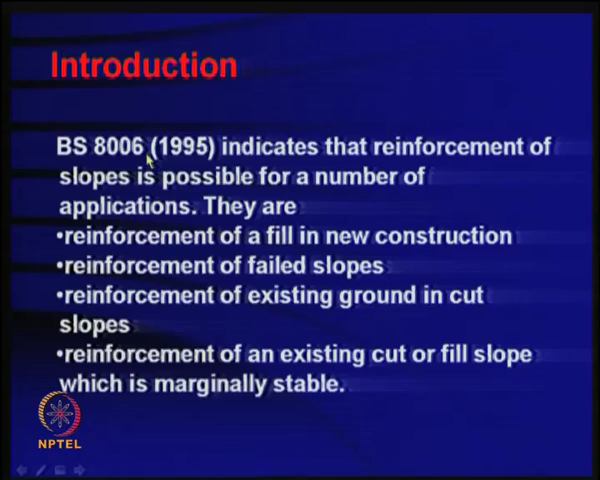 Introduction
BS 8006 (1995) indicates that reinforcement of
slopes is possible for a number of
applications. They are
•reinforcement of a fill in new construction
•reinforcement of failed slopes
•reinforcement of existing ground in cut
slopes
•reinforcement of an existing cut or fill slope
which is marginally stable.
NPTEL